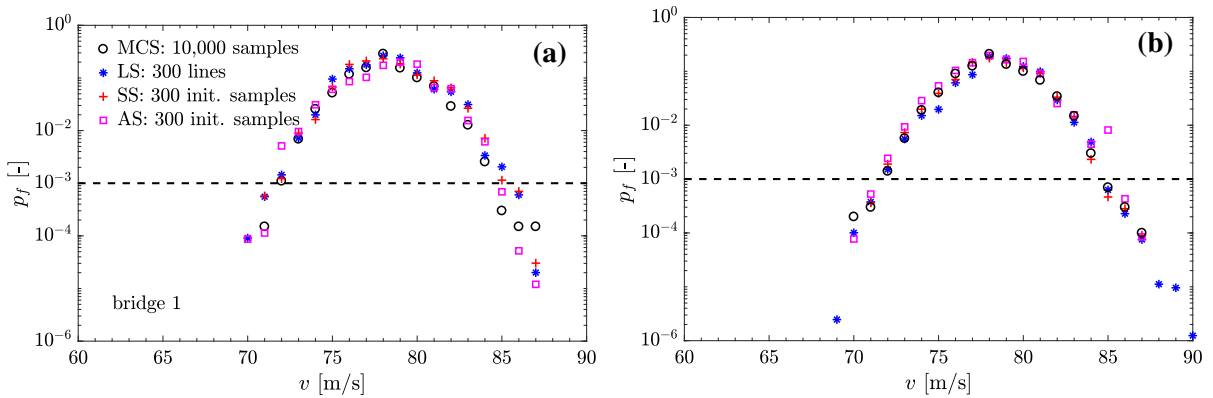 10^0
10^{-2}
10^{-3}
10^{-4}
10^{-6}
p_f [-]
MCS: 10,000 samples
LS: 300 lines
SS: 300 init. samples
AS: 300 init. samples
(a)
bridge 1
60 65 70 75 80 85 90
v [m/s]
10^0
10^{-2}
10^{-3}
10^{-4}
10^{-6}
p_f [-]
(b)
60 65 70 75 80 85 90
v [m/s]